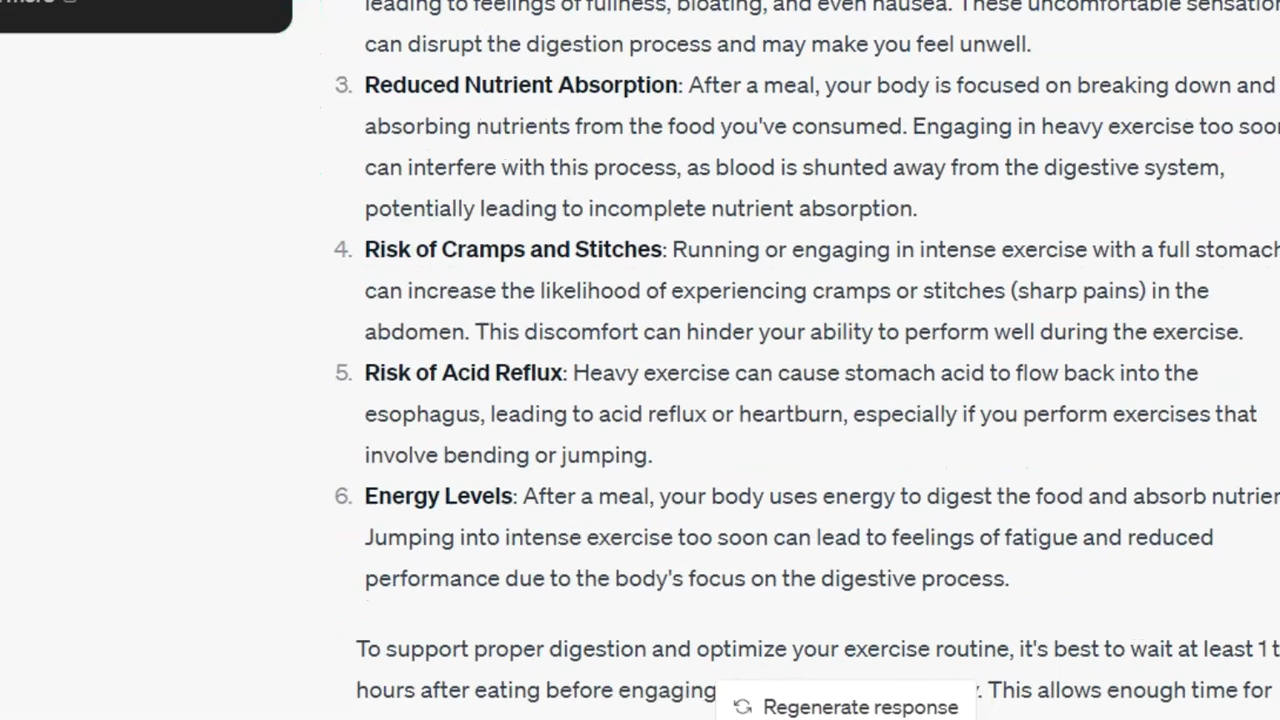 leading to feelings of fullness, bloating, and even nausea. These uncomfortable
can disrupt the digestion process and may make you feel unwell.
3. Reduced Nutrient Absorption: After a meal, your body is focused on breaking down and
absorbing nutrients from the food you've consumed. Engaging in heavy exercise too
can interfere with this process, as blood is shunted away from the digestive system,
potentially leading to incomplete nutrient absorption.
4. Risk of Cramps and Stitches: Running or engaging in intense exercise with a full stomach
can increase the likelihood of experiencing cramps or stitches (sharp pains) in the
abdomen. This discomfort can hinder your ability to perform well during the exercise.
5. Risk of Acid Reflux: Heavy exercise can cause stomach acid to flow back into the
esophagus, leading to acid reflux or heartburn, especially if you perform exercises that
involve bending or jumping.
6. Energy Levels: After a meal, your body uses energy to digest the food and absorb
Jumping into intense exercise too soon can lead to feelings of fatigue and reduced
performance due to the body's focus on the digestive process.
To support proper digestion and optimize your exercise routine, it's best to wait at least 1
hours after eating before engaging . This allows enough time for
Regenerate response